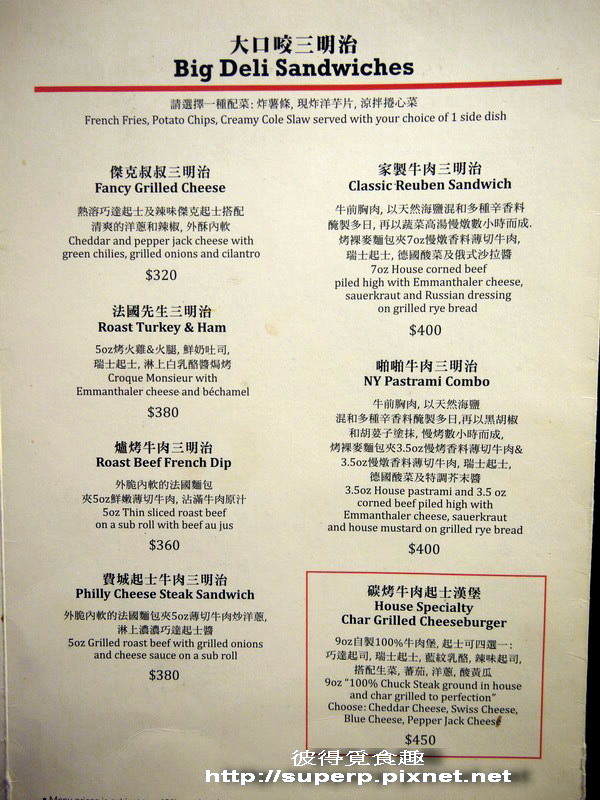 大口咬三明治
Big Deli Sandwiches
請選擇一種配菜: 炸薯條, 現炸洋芋片, 涼拌捲心菜
French Fries, Potato Chips, Creamy Cole Slaw served with your choice of 1 side dish
傑克叔叔三明治
Fancy Grilled Cheese
熱溶巧達起士及辣味傑克起士搭配
清爽的洋蔥和辣椒, 外酥內軟
Cheddar and pepper jack cheese with
green chilies, grilled onions and cilantro
$320
法國先生三明治
Roast Turkey & Ham
5oz烤火雞&火腿, 鮮奶吐司,
瑞士起士, 淋上白乳酪醬焗烤
Croque Monsieur with
Emmanthaler cheese and béchamel
$380
爐烤牛肉三明治
Roast Beef French Dip
外脆內軟的法國麵包
夾5oz鮮嫩薄切牛肉, 沾滿牛肉原汁
5oz Thin sliced roast beef
on a sub roll with beef au jus
$360
費城起士牛肉三明治
Philly Cheese Steak Sandwich
外脆內軟的法國麵包夾5oz薄切牛肉炒洋蔥,
淋上濃濃巧達起士醬
5oz Grilled roast beef with grilled onions
and cheese sauce on a sub roll
$380
家製牛肉三明治
Classic Reuben Sandwich
牛前胸肉, 以天然海鹽混和多種辛香料
醃製多日, 再以蔬菜高湯慢燉數小時而成.
烤裸麥麵包夾7oz慢燉香料薄切牛肉,
瑞士起士, 德國酸菜及俄式沙拉醬
7oz House corned beef
piled high with Emmanthaler cheese,
sauerkraut and Russian dressing
on grilled rye bread
$400
啪啪牛肉三明治
NY Pastrami Combo
牛前胸肉, 以天然海鹽
混和多種辛香料醃製多日,再以黑胡椒
和胡荽子塗抹, 慢烤數小時而成,
烤裸麥麵包夾3.5oz慢烤香料薄切牛肉&
3.5oz慢燉香料薄切牛肉, 瑞士起士,
德國酸菜及特調芥末醬
3.5oz House pastrami and 3.5 oz
corned beef piled high with
Emmanthaler cheese, sauerkraut
and house mustard on grilled rye bread
$400
碳烤牛肉起士漢堡
House Specialty
Char Grilled Cheeseburger
9oz自製100%牛肉堡, 起士可四選一:
巧達起司, 瑞士起士, 藍紋乳酪, 辣味起司,
搭配生菜, 蕃茄, 洋蔥, 酸黃瓜
9oz "100% Chuck Steak ground in house
and char grilled to perfection"
Choose: Cheddar Cheese, Swiss Cheese,
Blue Cheese, Pepper Jack Cheese
$450
彼得覓食趣
http://superp.pixnet.net